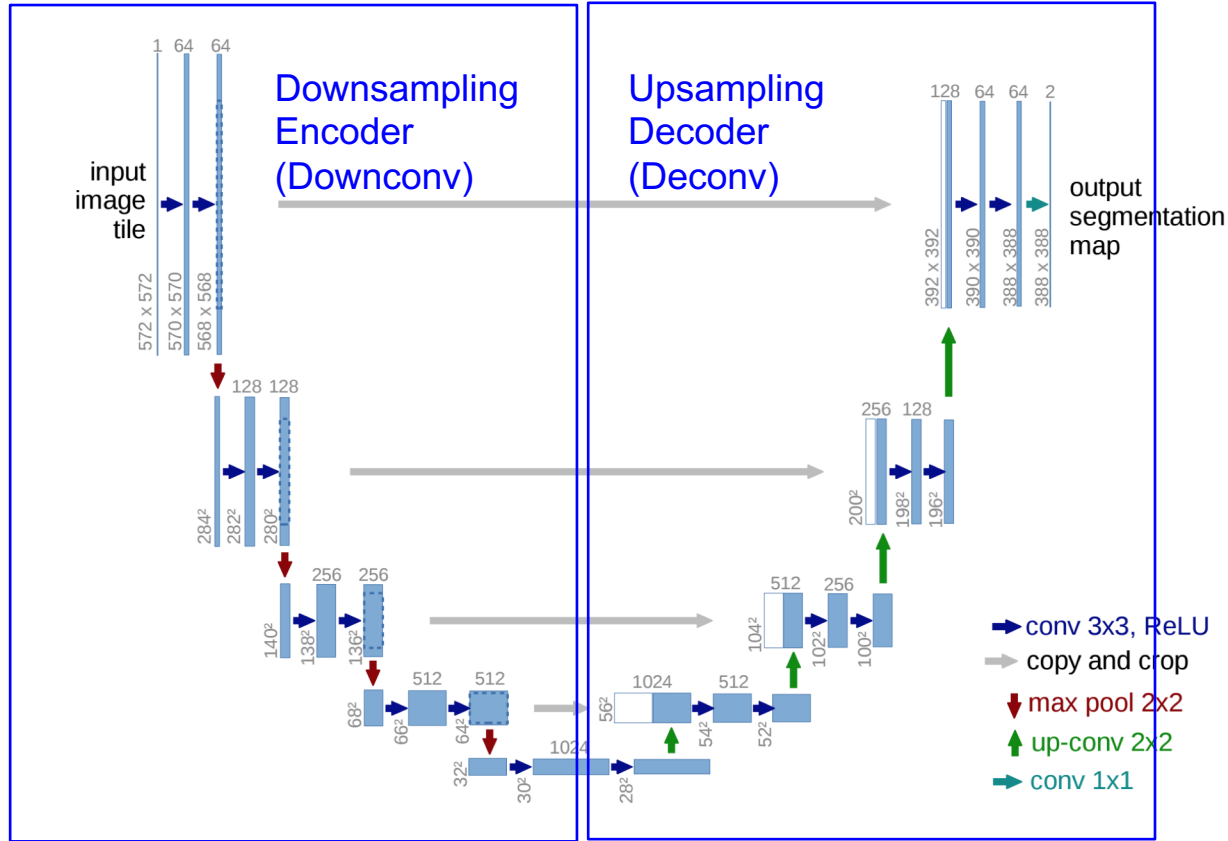 1 64 64
Downsampling
Encoder
(Downconv)
input
image
tile
572 x 572
570 x 570
568 x 568
128 128
284²
282²
280²
256 256
140²
138²
136²
512 512
68²
66²
64²
1024
32²
30²
28²
Upsampling
Decoder
(Deconv)
128 64 64 2
output
segmentation
map
392 x 392
390 x 390
388 x 388
388 x 388
256 128
200²
198²
196²
512 256
104²
102²
100²
1024 512
56²
54²
52²
conv 3x3, ReLU
copy and crop
max pool 2x2
up-conv 2x2
conv 1x1